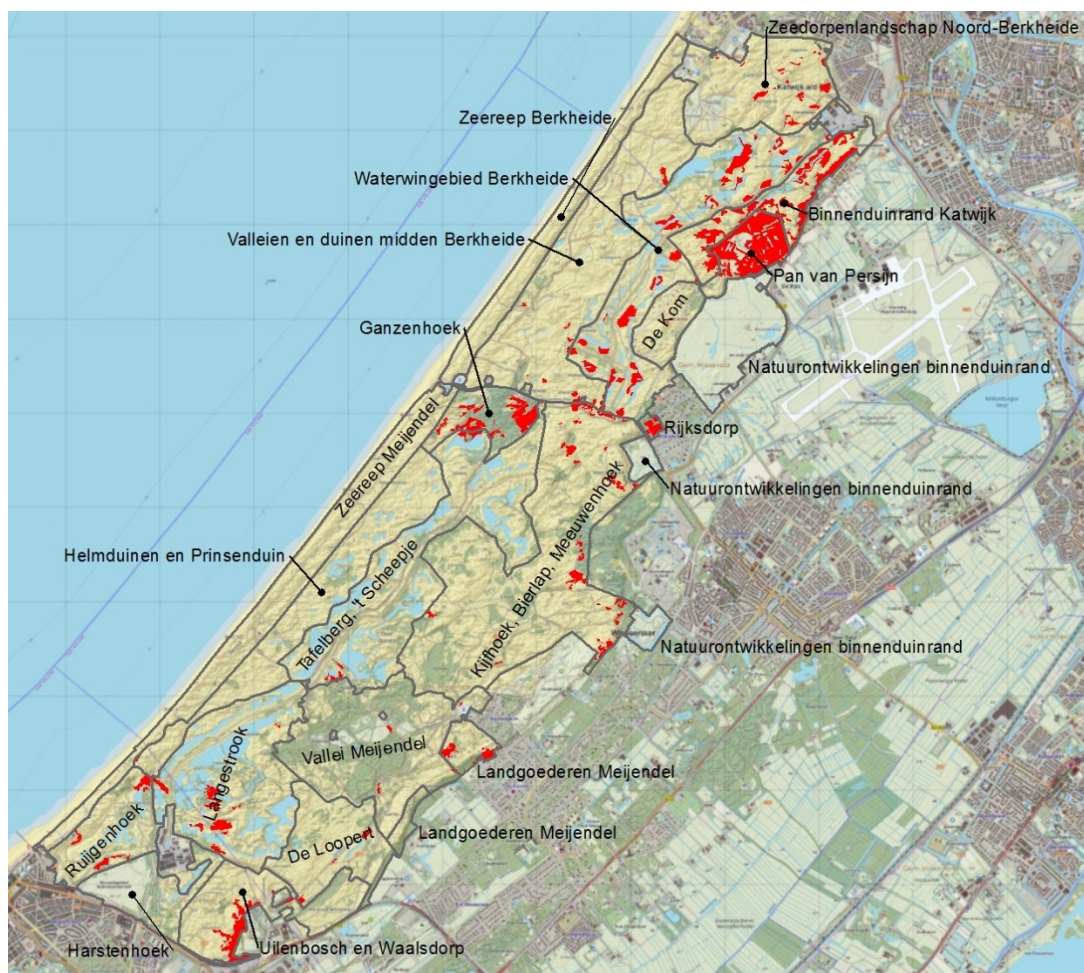 Zeedorpenlandschap Noord-Berkheide
Zeereep Berkheide
Waterwingebied Berkheide
Binnenduinrand Katwijk
Valleien en duinen midden Berkheide
Pan van Persijn
De Kom
Ganzenhoek
Natuurontwikkelingen binnenduinrand
Rijksdorp
Zeereep Meijendel
Natuurontwikkelingen binnenduinrand
Helmduinen en Prinsenduin
Tafelberg, 't Scheepje
Kijfhoek, Bierlap, Meeuwenhoek
Natuurontwikkelingen binnenduinrand
Vallei Meijendel
Langestrook
Landgoederen Meijendel
Ruijgenhoek
De Loopert
Landgoederen Meijendel
Harstenhoek
Uilenbosch en Waalsdorp